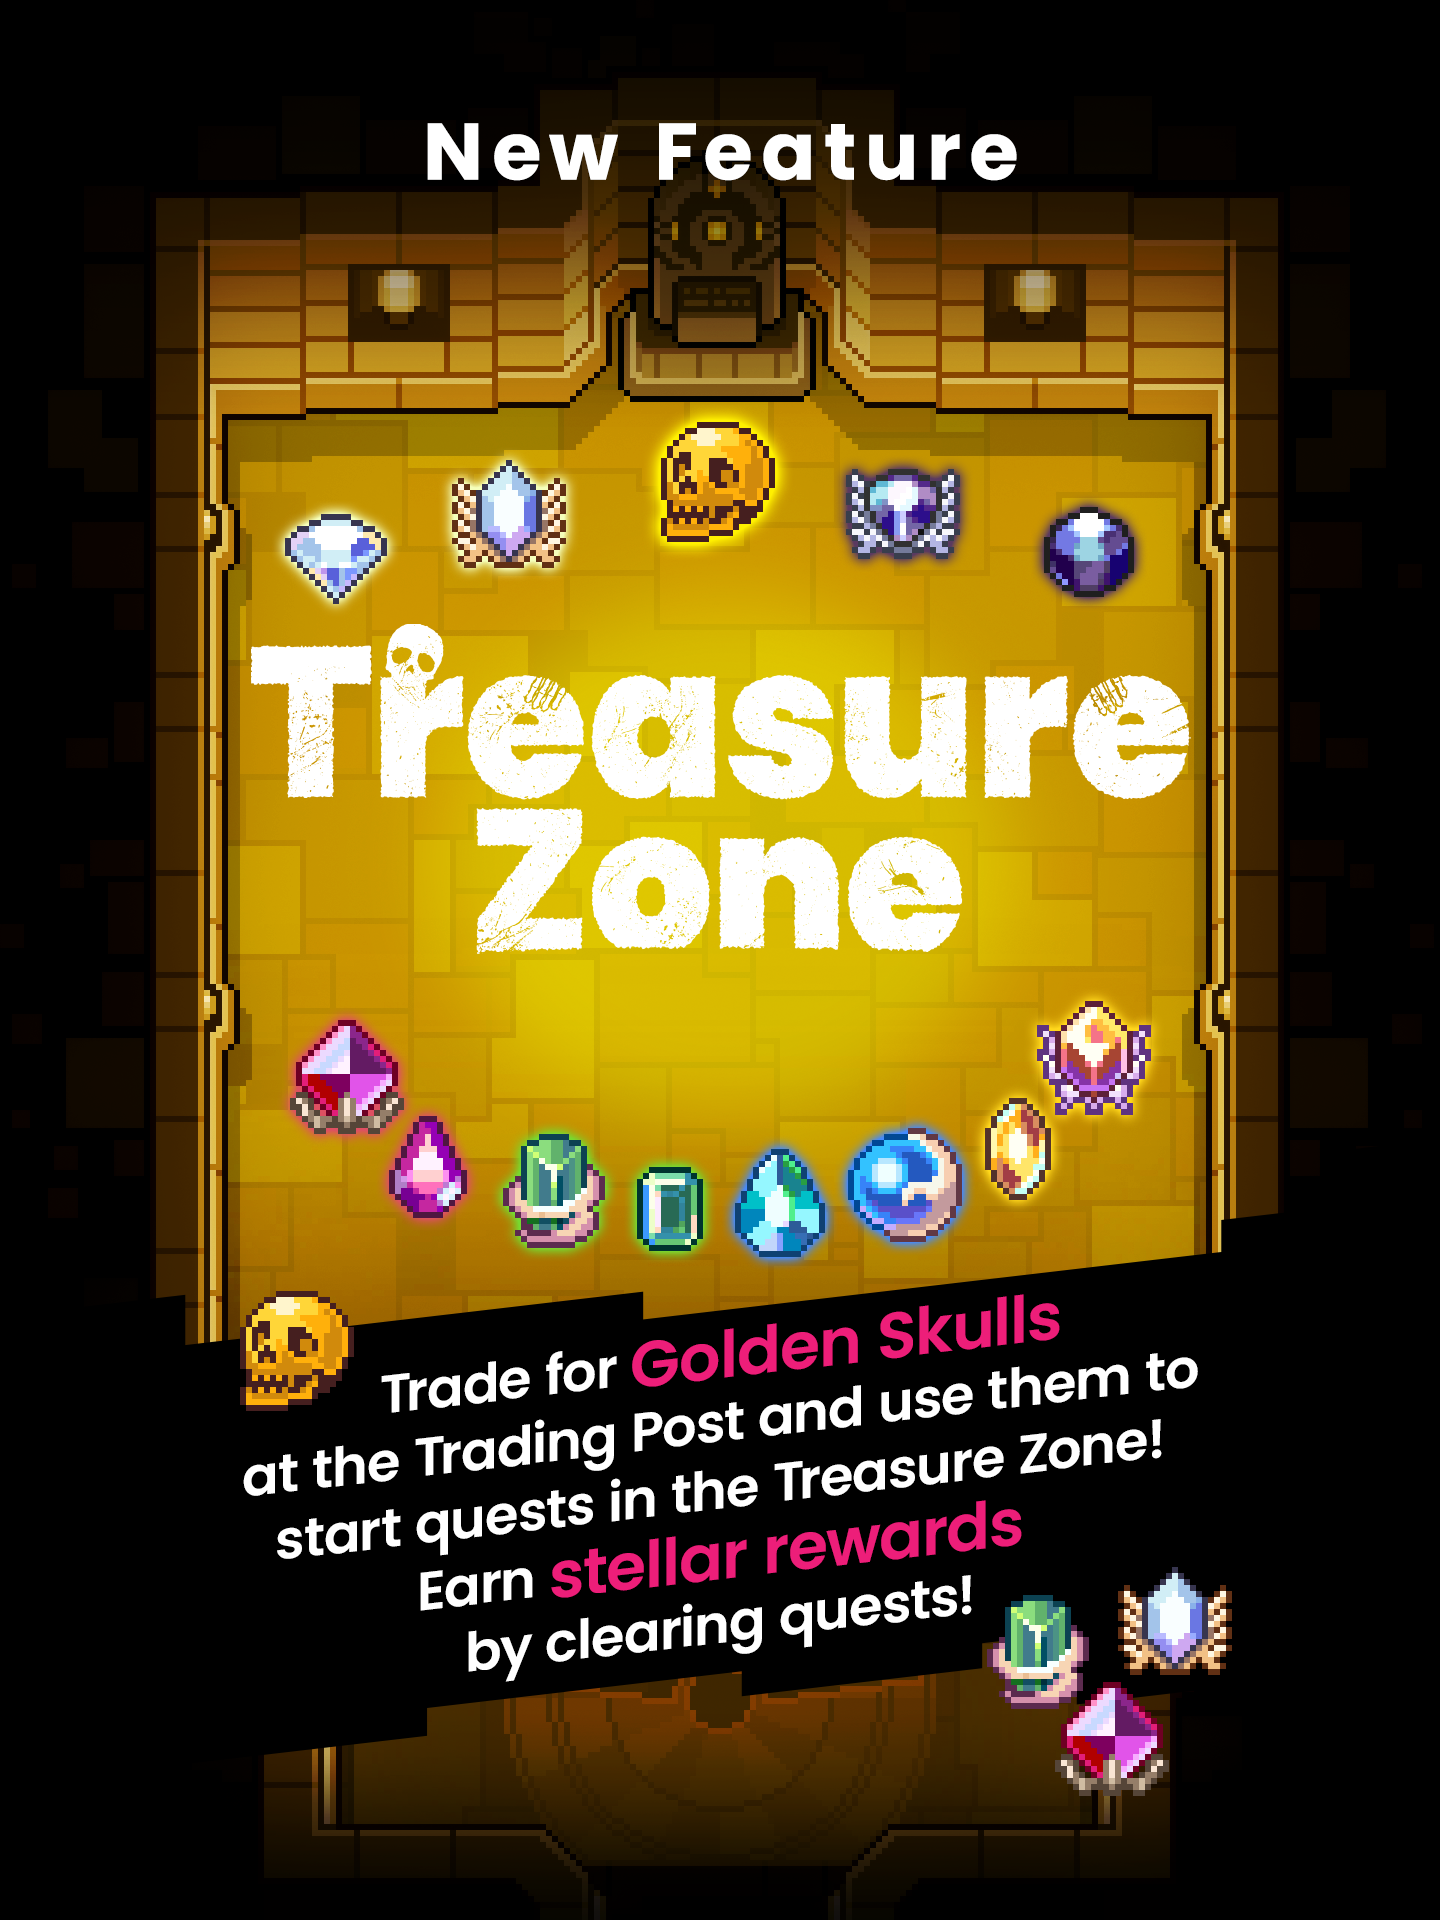 New Feature
Treasure
Zone
Trade for Golden Skulls
at the Trading Post and use them to
start quests in the Treasure Zone!
Earn stellar rewards
by clearing quests!